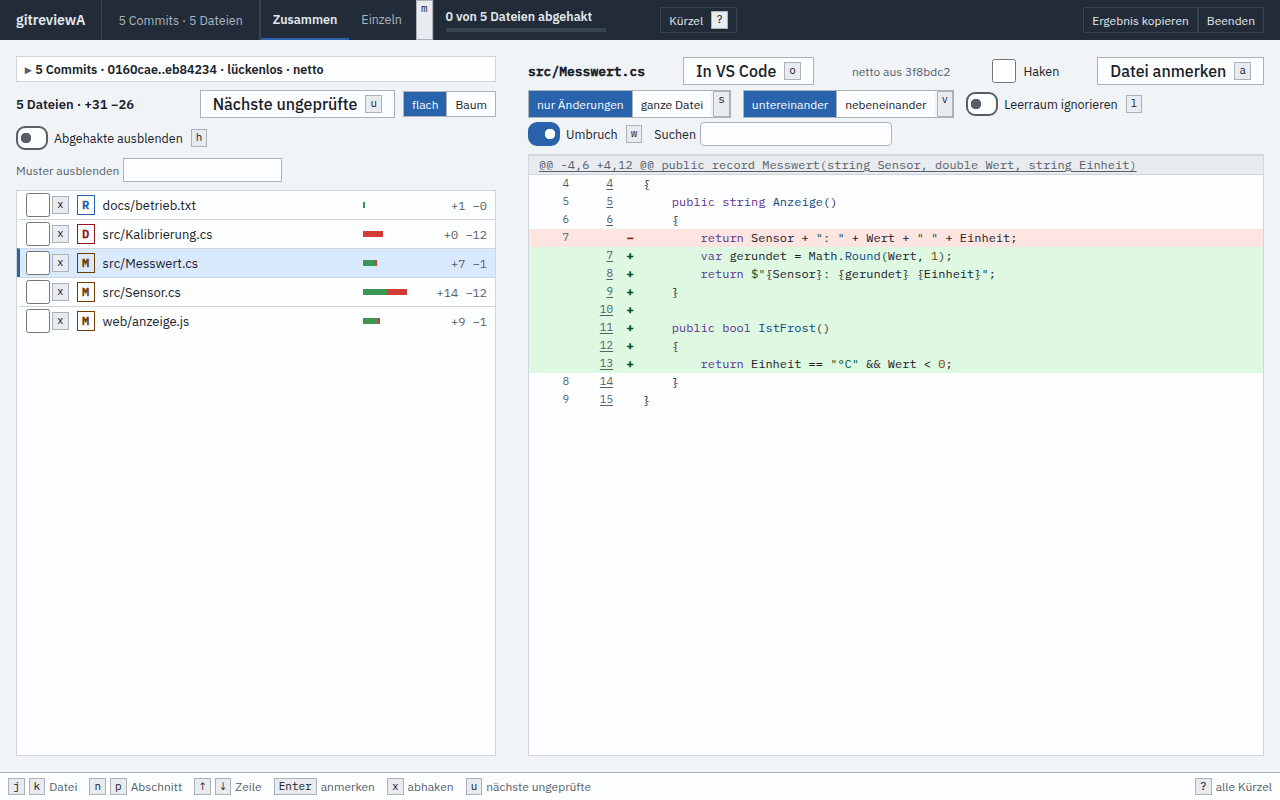 gitreviewA 5 Commits · 5 Dateien Zusammen Einzeln m 0 von 5 Dateien abgehakt Kürzel ? Ergebnis kopieren Beenden
▸ 5 Commits · 0160cae..eb84234 · lückenlos · netto
5 Dateien · +31 −26 Nächste ungeprüfte u flach Baum
Abgehakte ausblenden h
Muster ausblenden
x R docs/betrieb.txt +1 −0
x D src/Kalibrierung.cs +0 −12
x M src/Messwert.cs +7 −1
x M src/Sensor.cs +14 −12
x M web/anzeige.js +9 −1
src/Messwert.cs In VS Code o netto aus 3f8bdc2 Haken Datei anmerken a
nur Änderungen ganze Datei s untereinander nebeneinander v Leerraum ignorieren l
Umbruch w Suchen
@@ -4,6 +4,12 @@ public record Messwert(string Sensor, double Wert, string Einheit)
4 4 {
5 5 public string Anzeige()
6 6 {
7 − return Sensor + ": " + Wert + " " + Einheit;
7 + var gerundet = Math.Round(Wert, 1);
8 + return $"{Sensor}: {gerundet} {Einheit}";
9 + }
10 +
11 + public bool IstFrost()
12 + {
13 + return Einheit == "°C" && Wert < 0;
8 14 }
9 15 }
j k Datei n p Abschnitt ↑ ↓ Zeile Enter anmerken x abhaken u nächste ungeprüfte ? alle Kürzel